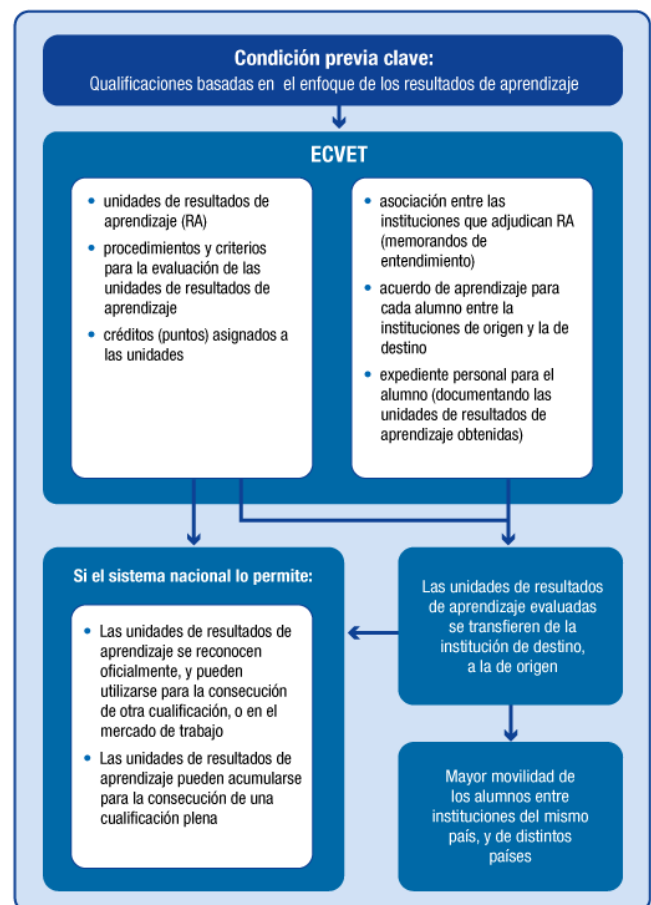 Condición previa clave:
Qualificaciones basadas en el enfoque de los resultados de aprendizaje
ECVET
• unidades de resultados de
aprendizaje (RA)
• procedimientos y criterios
para la evaluación de las
unidades de resultados de
aprendizaje
• créditos (puntos) asignados a
las unidades
• asociación entre las
instituciones que adjudican RA
(memorandos de
entendimiento)
• acuerdo de aprendizaje para
cada alumno entre la
instituciones de origen y la de
destino
• expediente personal para el
alumno (documentando las
unidades de resultados de
aprendizaje obtenidas)
Si el sistema nacional lo permite:
• Las unidades de resultados de
aprendizaje se reconocen
oficialmente, y pueden
utilizarse para la consecución
de otra cualificación, o en el
mercado de trabajo
• Las unidades de resultados de
aprendizaje pueden acumularse
para la consecución de una
cualificación plena
Las unidades de resultados
de aprendizaje evaluadas
se transfieren de la
institución de destino,
a la de origen
Mayor movilidad de
los alumnos entre
instituciones del mismo
país, y de distintos
países